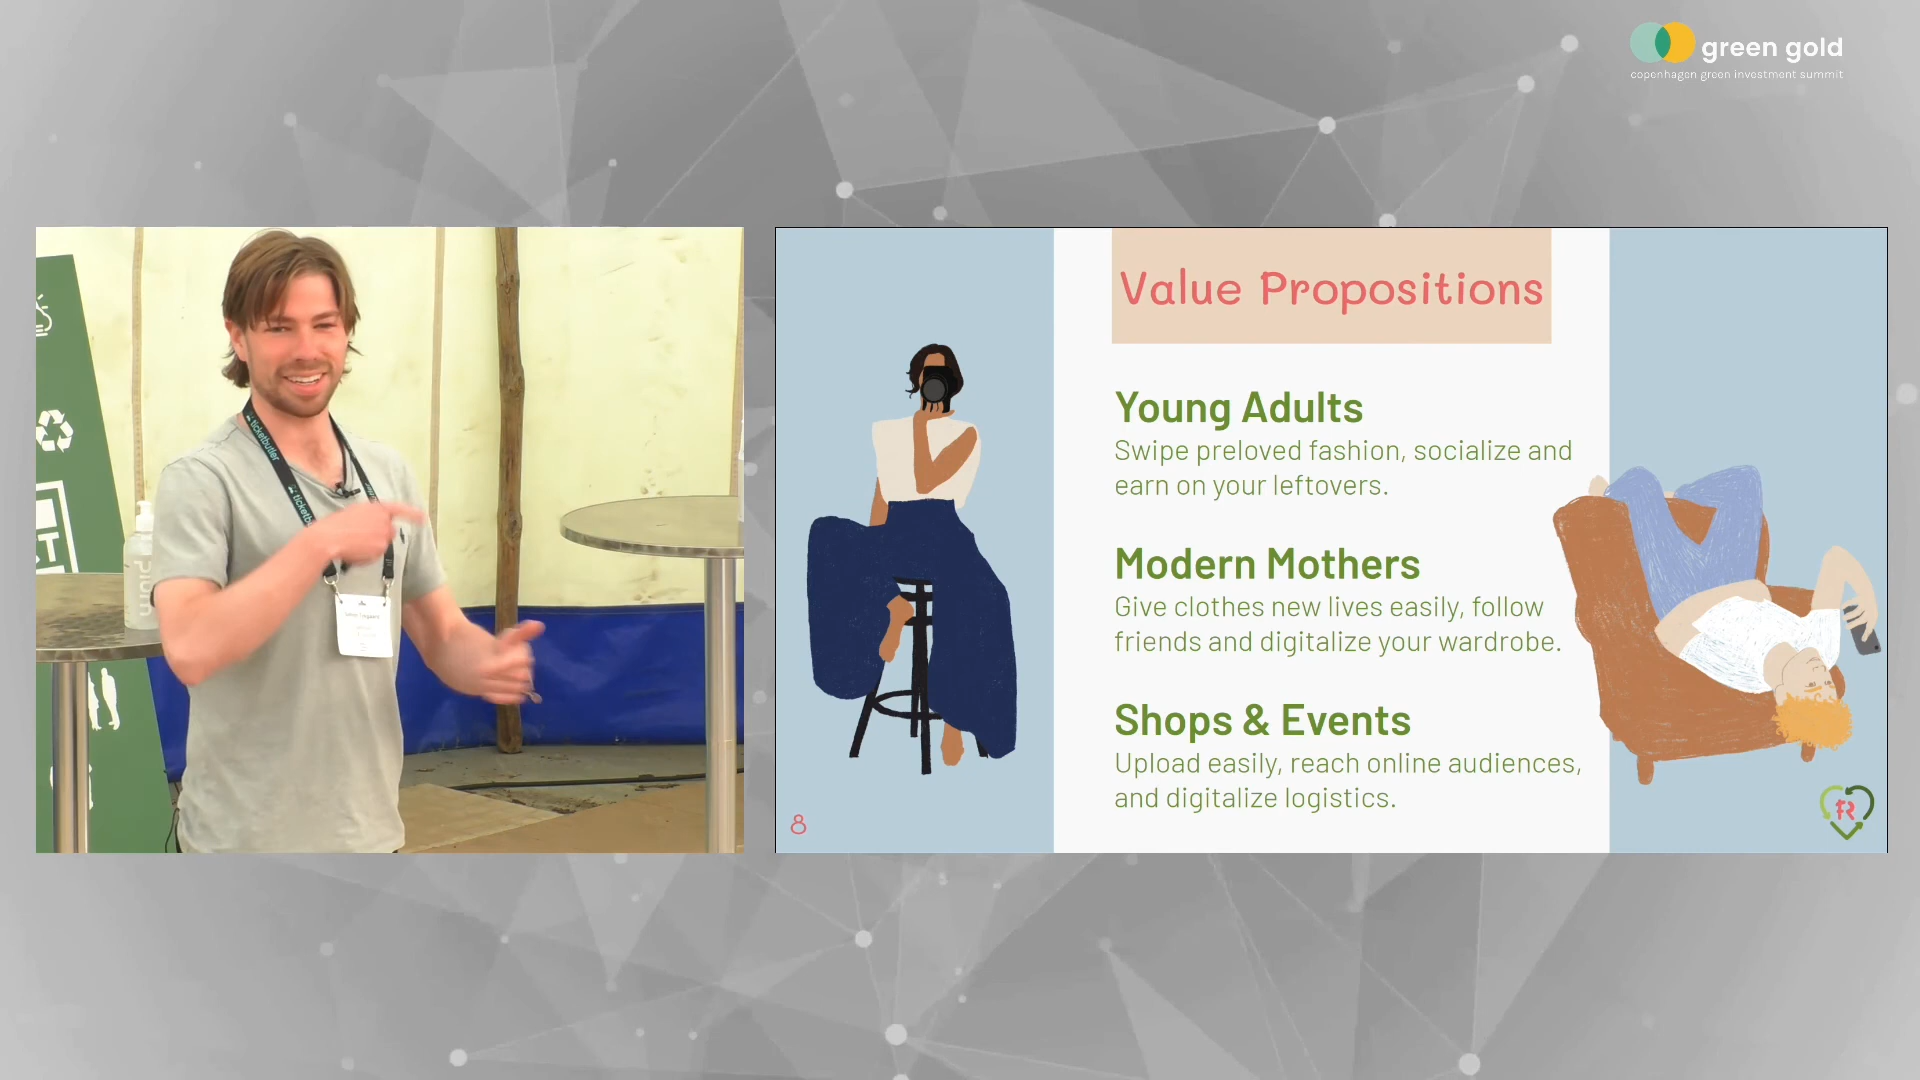 green gold
copenhagen green investment summit
ticketbutler
Value Propositions
Young Adults
Swipe preloved fashion, socialize and
earn on your leftovers.
Modern Mothers
Give clothes new lives easily, follow
friends and digitalize your wardrobe.
Shops & Events
Upload easily, reach online audiences,
and digitalize logistics.
8